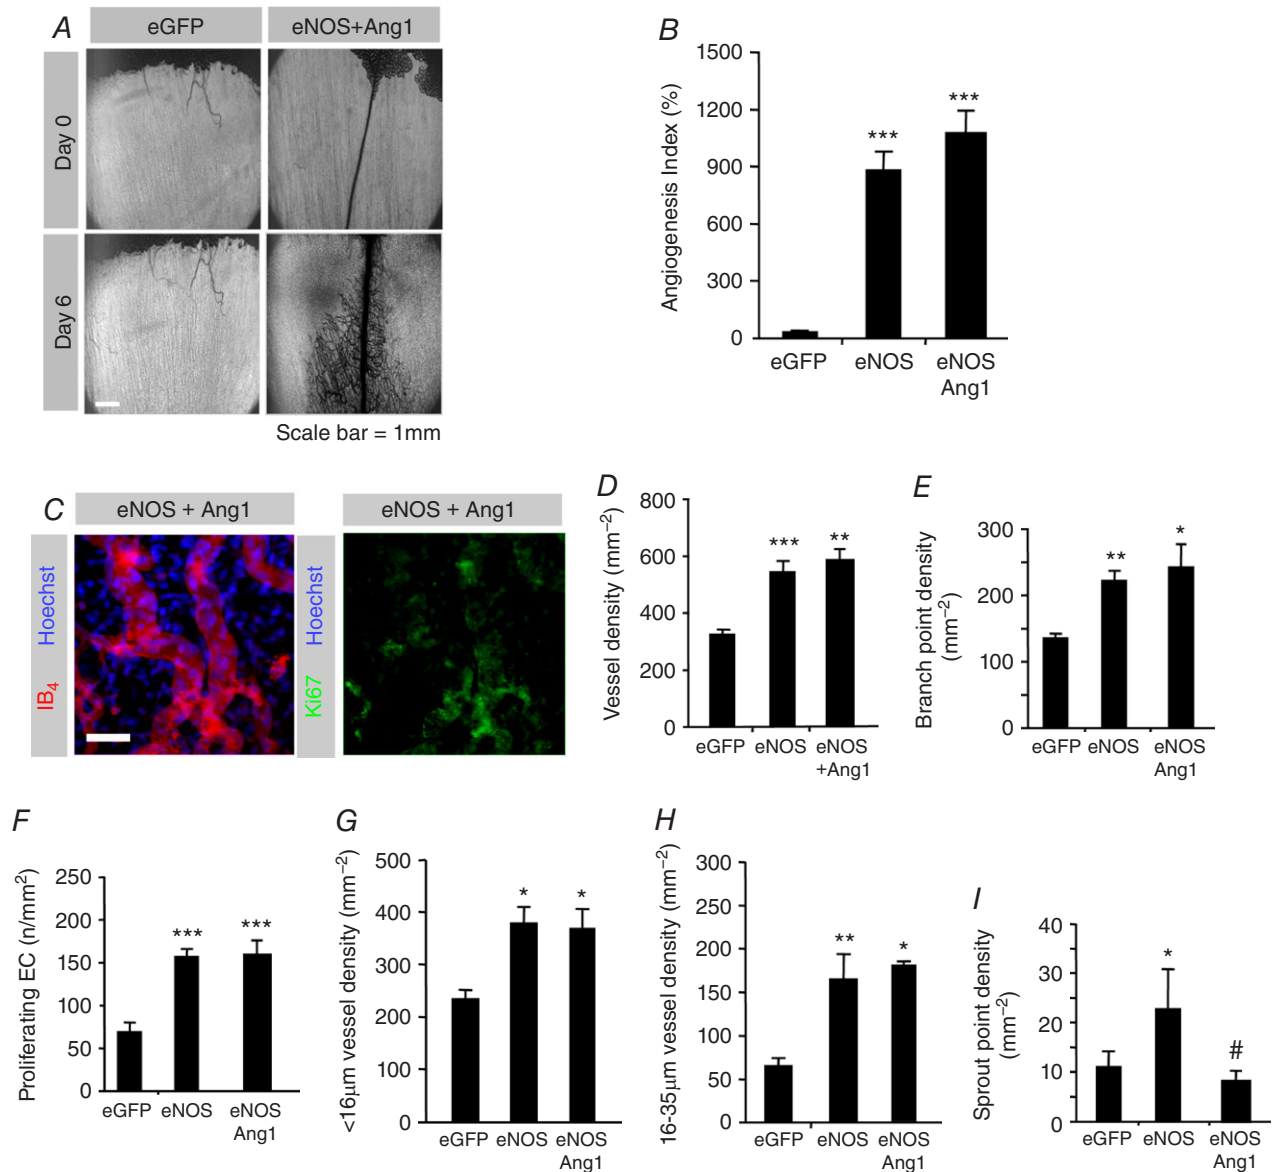 A
eGFP
eNOS+Ang1
Day 0
Day 6
Scale bar = 1mm
B
Angiogenesis Index (%)
1500
1200
900
600
300
0
***
***
eGFP
eNOS
eNOS
Ang1
C
eNOS + Ang1
eNOS + Ang1
IB4 Hoechst
Ki67 Hoechst
D
Vessel density (mm−2)
800
600
400
200
0
***
**
eGFP
eNOS
eNOS
+Ang1
E
Branch point density
(mm−2)
300
200
100
0
**
*
eGFP
eNOS
eNOS
Ang1
F
Proliferating EC (n/mm2)
250
200
150
100
50
0
***
***
eGFP
eNOS
eNOS
Ang1
G
<16μm vessel density (mm−2)
500
400
300
200
100
0
*
*
eGFP
eNOS
eNOS
Ang1
H
16-35μm vessel density (mm−2)
300
250
200
150
100
50
0
**
*
eGFP
eNOS
eNOS
Ang1
I
Sprout point density
(mm−2)
40
30
20
10
0
*
#
eGFP
eNOS
eNOS
Ang1